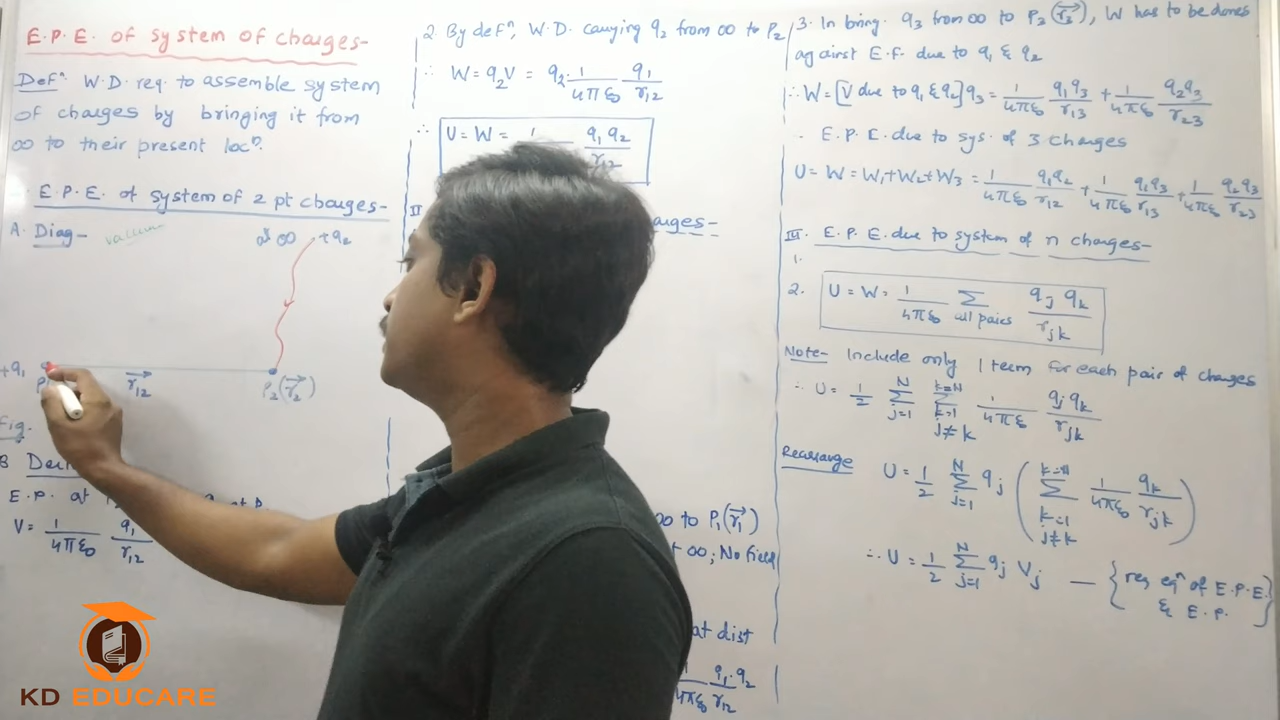 E.P.E. of system of charges-
Defⁿ. W.D. req. to assemble system
of charges by bringing it from
∞ to their present locⁿ.
E.P.E. of system of 2 pt charges-
A. Diag-
at ∞ +q₂
+q₁
r₁₂→
P₂(r₂→)
Fig.
B
E.P. at
V = 1/4πε₀ q₁/r₁₂
KD EDUCARE
2. By defⁿ, W.D. carrying q₂ from ∞ to P₂
∴ W = q₂V = q₂. 1/4πε₀ q₁/r₁₂
∴ U = W = q₁q₂/r₁₂
II
charges-
∞ to P₁(r₁→)
∞; No field
at dist
q₁.q₂/r₁₂
3. In bring. q₃ from ∞ to P₂(r₂→), W has to be done
against E.F. due to q₁ & q₂
∴ W = [V due to q₁ & q₂] q₃ = 1/4πε₀ q₁q₃/r₁₃ + 1/4πε₀ q₂q₃/r₂₃
∴ E.P.E. due to sys. of 3 charges
U = W = W₁+W₂+W₃ = 1/4πε₀ q₁q₂/r₁₂ + 1/4πε₀ q₁q₃/r₁₃ + 1/4πε₀ q₂q₃/r₂₃
III. E.P.E. due to system of n charges-
1.
2. U = W = 1/4πε₀ Σ all pairs qⱼ qₖ/rⱼₖ
Note- Include only 1 term for each pair of charges
∴ U = 1/2 Σ N j=1 Σ k=N k=1 j≠k 1/4πε₀ qⱼqₖ/rⱼₖ
Rearrange U = 1/2 Σ N j=1 qⱼ ( Σ k=N k=1 j≠k 1/4πε₀ qₖ/rⱼₖ )
∴ U = 1/2 Σ N j=1 qⱼ Vⱼ — { req eqⁿ of E.P.E. & E.P. }